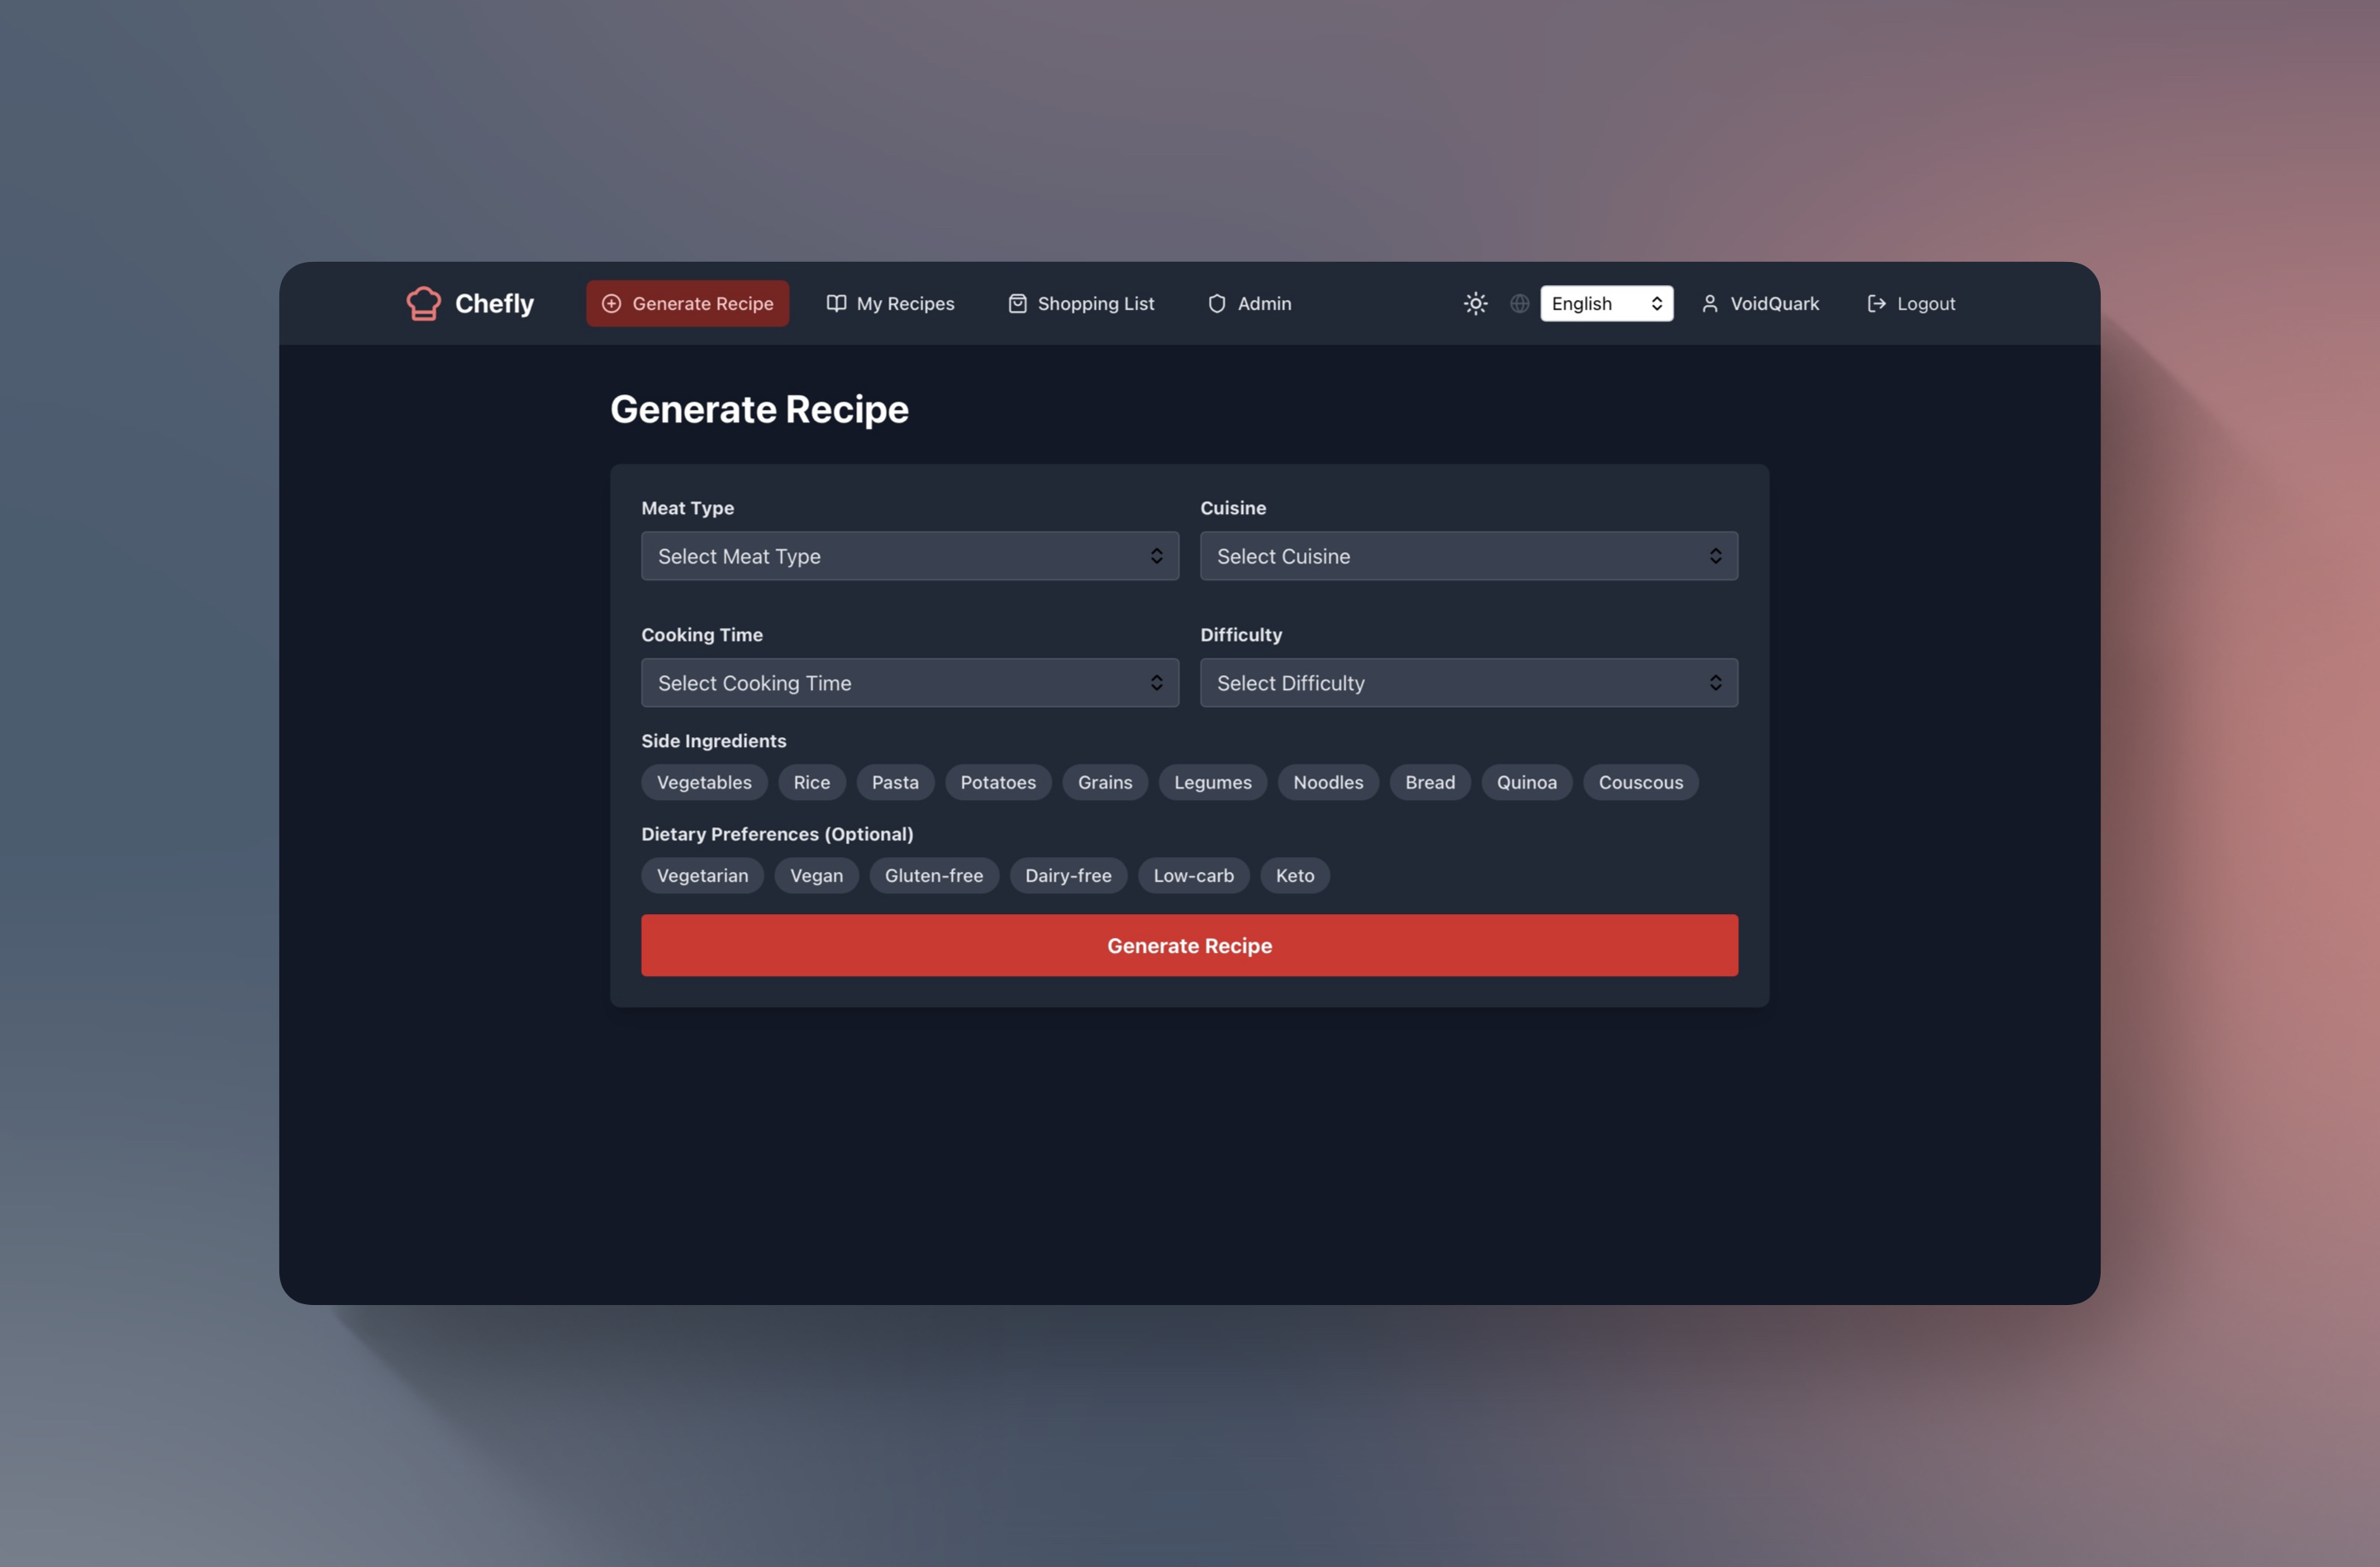 Chefly Generate Recipe My Recipes Shopping List Admin English VoidQuark Logout
Generate Recipe
Meat Type Cuisine
Select Meat Type Select Cuisine
Cooking Time Difficulty
Select Cooking Time Select Difficulty
Side Ingredients
Vegetables Rice Pasta Potatoes Grains Legumes Noodles Bread Quinoa Couscous
Dietary Preferences (Optional)
Vegetarian Vegan Gluten-free Dairy-free Low-carb Keto
Generate Recipe